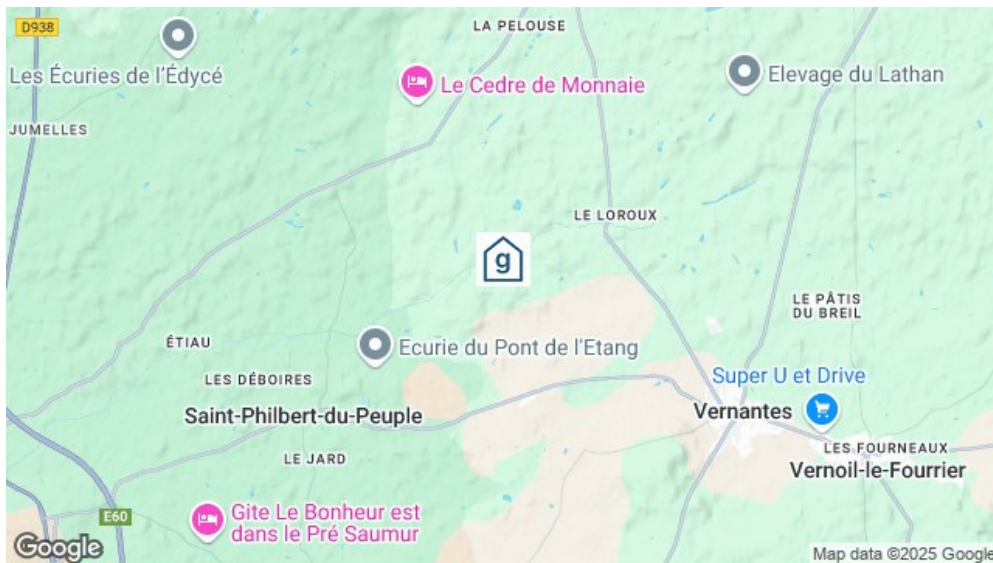 D938
LA PELOUSE
Les Écuries de l'Édycé
Le Cedre de Monnaie
Elevage du Lathan
JUMELLES
LE LOROUX
g
LE PÂTIS
DU BREIL
ÉTIAU
Ecurie du Pont de l'Etang
LES DÉBOIRES
Super U et Drive
Saint-Philbert-du-Peuple
Vernantes
LE JARD
LES FOURNEAUX
Vernoil-le-Fourrier
E60
Gite Le Bonheur est
dans le Pré Saumur
Google
Map data ©2025 Google